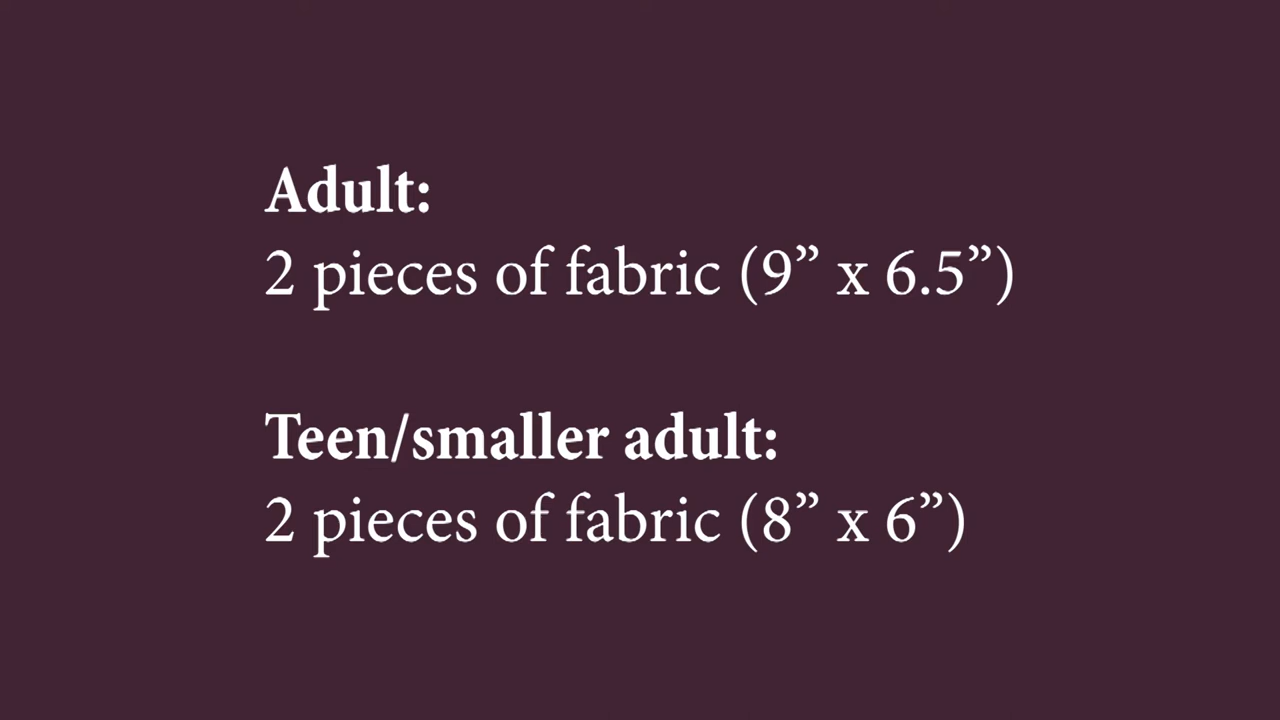 Adult:
2 pieces of fabric (9” x 6.5”)
Teen/smaller adult:
2 pieces of fabric (8” x 6”)